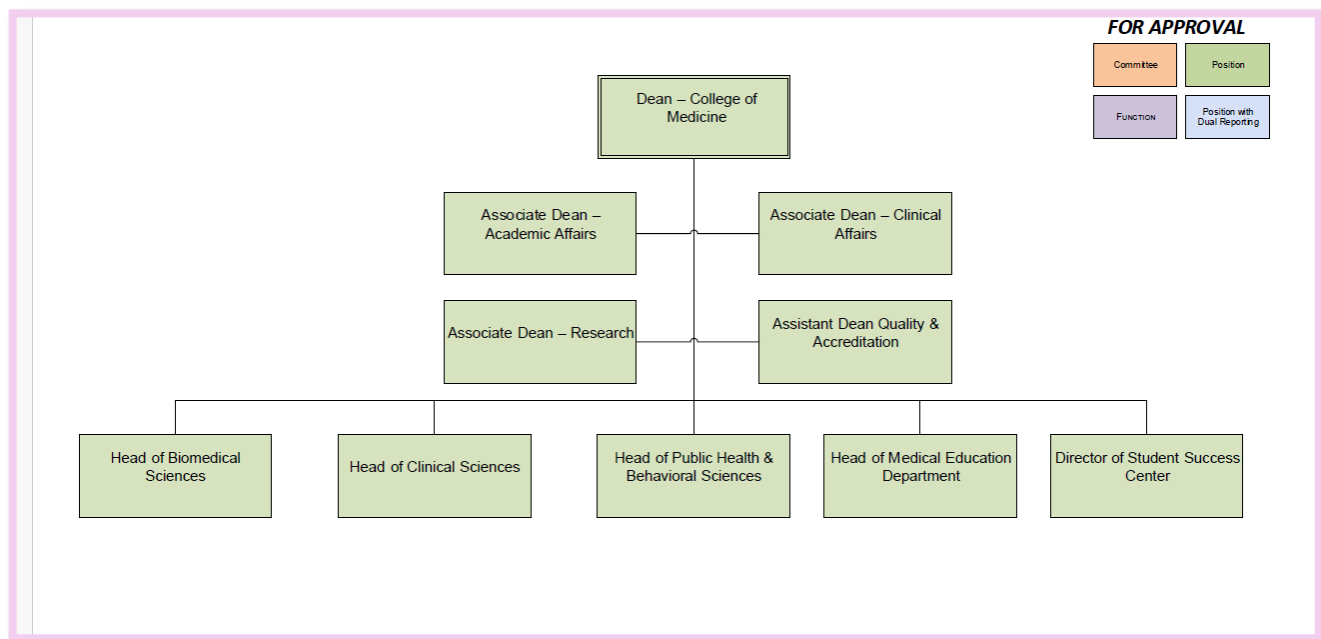 FOR APPROVAL
Committee
Position
FUNCTION
Position with
Dual Reporting
Dean – College of
Medicine
Associate Dean –
Academic Affairs
Associate Dean – Clinical
Affairs
Associate Dean – Research
Assistant Dean Quality &
Accreditation
Head of Biomedical
Sciences
Head of Clinical Sciences
Head of Public Health &
Behavioral Sciences
Head of Medical Education
Department
Director of Student Success
Center